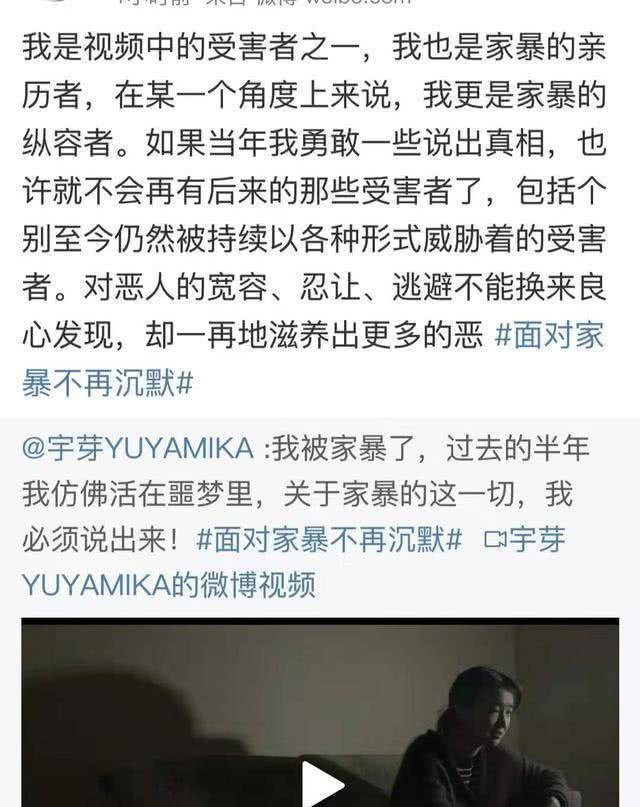 我是视频中的受害者之一，我也是家暴的亲
历者，在某一个角度上来说，我更是家暴的
纵容者。如果当年我勇敢一些说出真相，也
许就不会再有后来的那些受害者了，包括个
别至今仍然被持续以各种形式威胁着的受害
者。对恶人的宽容、忍让、逃避不能换来良
心发现，却一再地滋养出更多的恶 #面对家
暴不再沉默#
@宇芽YUYAMIKA :我被家暴了，过去的半年
我仿佛活在噩梦里，关于家暴的这一切，我
必须说出来！#面对家暴不再沉默# 宇芽
YUYAMIKA的微博视频